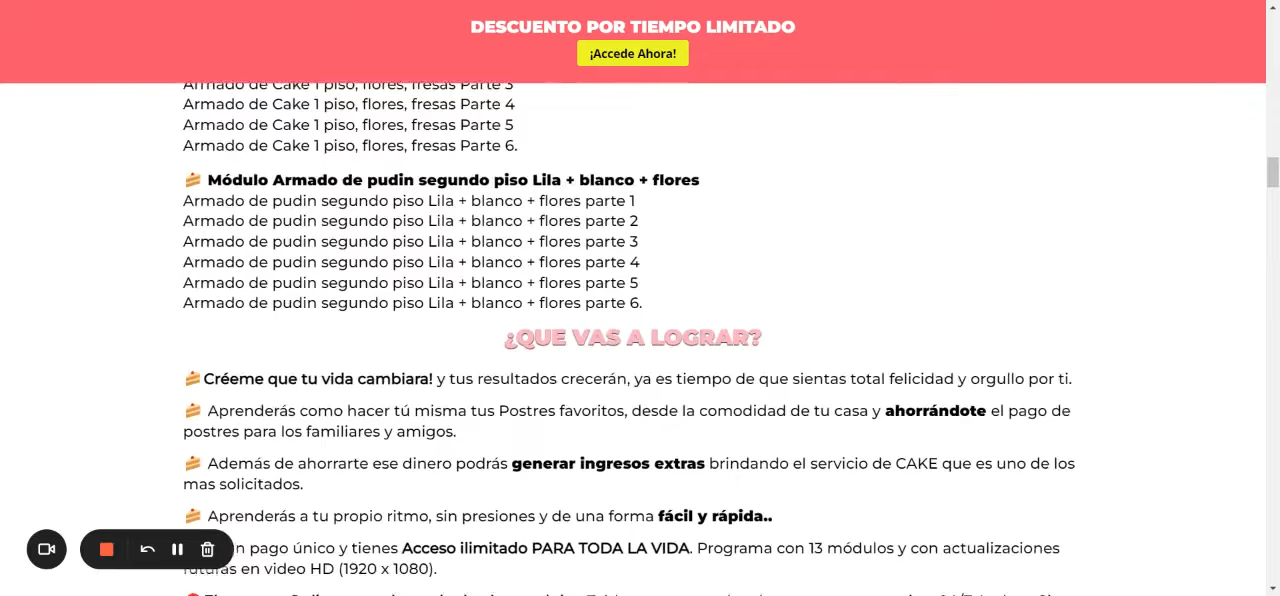 DESCUENTO POR TIEMPO LIMITADO
¡Accede Ahora!
Armado de Cake 1 piso, flores, fresas Parte 3
Armado de Cake 1 piso, flores, fresas Parte 4
Armado de Cake 1 piso, flores, fresas Parte 5
Armado de Cake 1 piso, flores, fresas Parte 6.
Módulo Armado de pudin segundo piso Lila + blanco + flores
Armado de pudin segundo piso Lila + blanco + flores parte 1
Armado de pudin segundo piso Lila + blanco + flores parte 2
Armado de pudin segundo piso Lila + blanco + flores parte 3
Armado de pudin segundo piso Lila + blanco + flores parte 4
Armado de pudin segundo piso Lila + blanco + flores parte 5
Armado de pudin segundo piso Lila + blanco + flores parte 6.
¿QUE VAS A LOGRAR?
Créeme que tu vida cambiara! y tus resultados crecerán, ya es tiempo de que sientas total felicidad y orgullo por ti.
Aprenderás como hacer tú misma tus Postres favoritos, desde la comodidad de tu casa y ahorrándote el pago de
postres para los familiares y amigos.
Además de ahorrarte ese dinero podrás generar ingresos extras brindando el servicio de CAKE que es uno de los
mas solicitados.
Aprenderás a tu propio ritmo, sin presiones y de una forma fácil y rápida..
pago único y tienes Acceso ilimitado PARA TODA LA VIDA. Programa con 13 módulos y con actualizaciones
futuras en video HD (1920 x 1080).